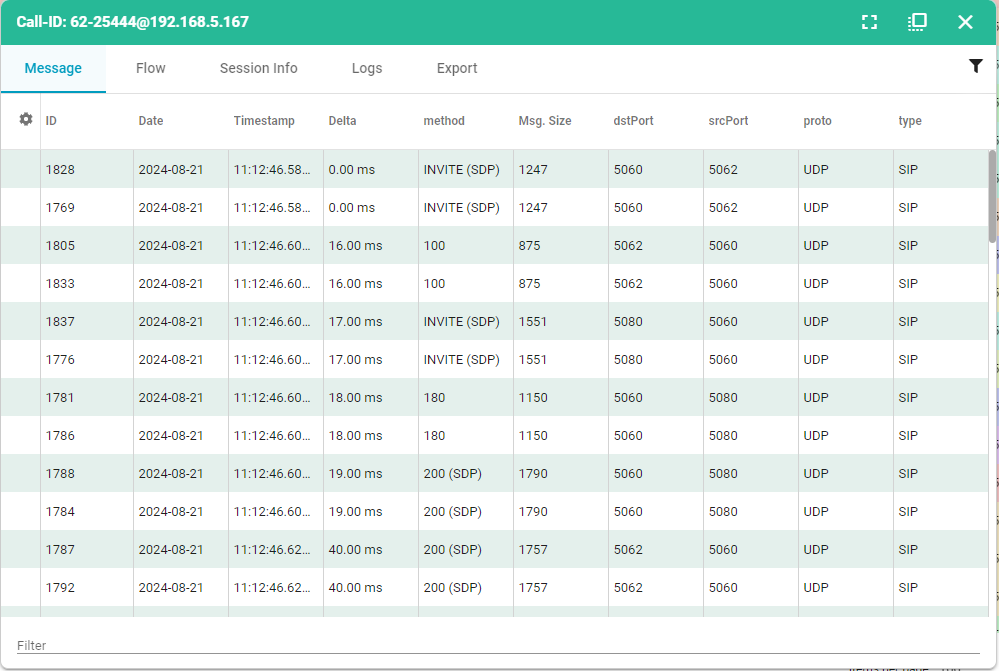 Call-ID: 62-25444@192.168.5.167
Message Flow Session Info Logs Export
ID Date Timestamp Delta method Msg. Size dstPort srcPort proto type
1828 2024-08-21 11:12:46.58... 0.00 ms INVITE (SDP) 1247 5060 5062 UDP SIP
1769 2024-08-21 11:12:46.58... 0.00 ms INVITE (SDP) 1247 5060 5062 UDP SIP
1805 2024-08-21 11:12:46.60... 16.00 ms 100 875 5062 5060 UDP SIP
1833 2024-08-21 11:12:46.60... 16.00 ms 100 875 5062 5060 UDP SIP
1837 2024-08-21 11:12:46.60... 17.00 ms INVITE (SDP) 1551 5080 5060 UDP SIP
1776 2024-08-21 11:12:46.60... 17.00 ms INVITE (SDP) 1551 5080 5060 UDP SIP
1781 2024-08-21 11:12:46.60... 18.00 ms 180 1150 5060 5080 UDP SIP
1786 2024-08-21 11:12:46.60... 18.00 ms 180 1150 5060 5080 UDP SIP
1788 2024-08-21 11:12:46.60... 19.00 ms 200 (SDP) 1790 5060 5080 UDP SIP
1784 2024-08-21 11:12:46.60... 19.00 ms 200 (SDP) 1790 5060 5080 UDP SIP
1787 2024-08-21 11:12:46.62... 40.00 ms 200 (SDP) 1757 5062 5060 UDP SIP
1792 2024-08-21 11:12:46.62... 40.00 ms 200 (SDP) 1757 5062 5060 UDP SIP
Filter